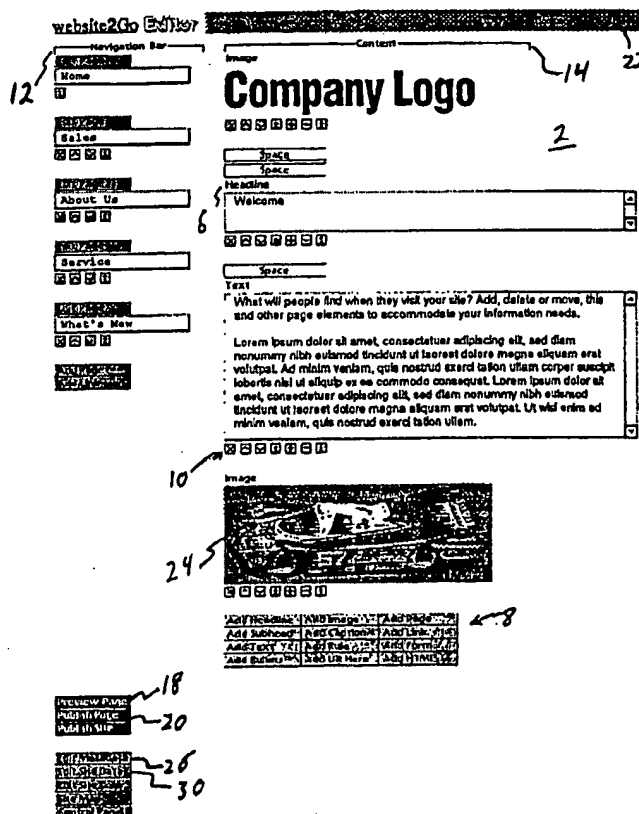 website2Go Editor
22
Navigation Bar
Content
12
14
Home
Image
Company Logo
2
Sales
Space
Space
Headline
About Us
6
Welcome
Service
Space
Text
What will people find when they visit your site? Add, delete or move, this
and other page elements to accommodate your information needs.
What's New
Lorem ipsum dolor sit amet, consectetuer adipiscing elit, sed diam
nonummy nibh euismod tincidunt ut laoreet dolore magna aliquam erat
volutpat. Ad minim veniam, quis nostrud exerci tation ullam corper suscipit
lobortis nisl ut aliquip ex ea commodo consequat. Lorem ipsum dolor sit
amet, consectetuer adipiscing elit, sed diam nonummy nibh euismod
tincidunt ut laoreet dolore magna aliquam erat volutpat. Ut wisi enim ad
minim veniam, quis nostrud exerci tation ullam.
10
Image
24
Add Headline Add Image Add Page
8
Add Subhead Add Caption Add Link
Add Text Add Rule Add Form
Add Bullets Add Url Here Add HTML
18
Preview Page
Publish Page
20
Publish Site
26
30